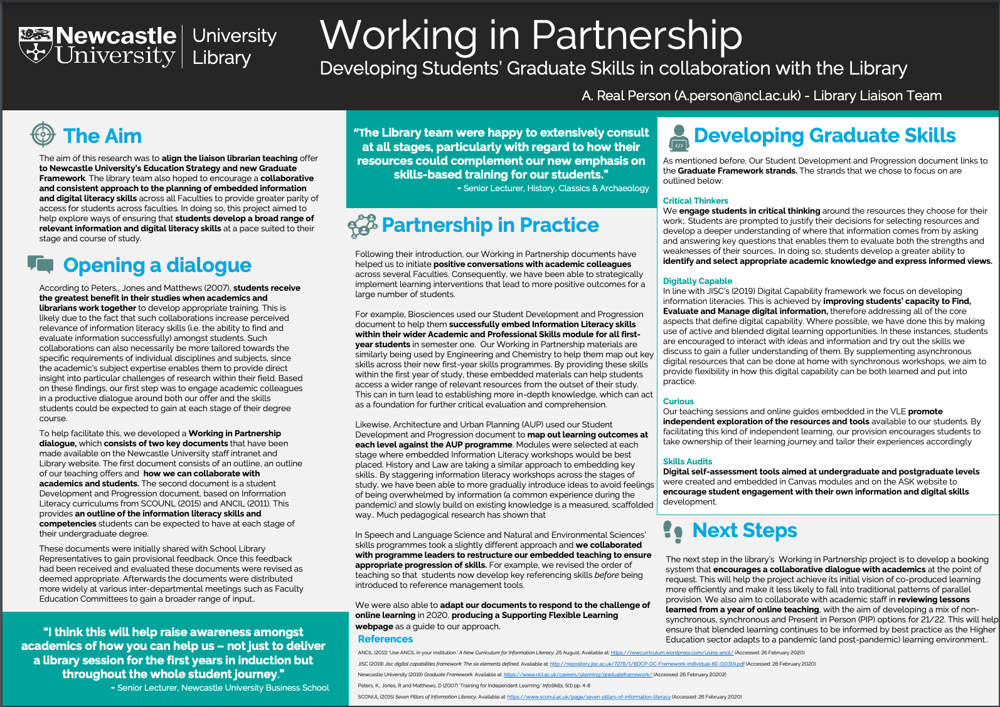 Newcastle
University
University
Library
Working in Partnership
Developing Students' Graduate Skills in collaboration with the Library
A. Real Person (A.person@ncl.ac.uk) - Library Liaison Team
The Aim
The aim of this research was to align the liaison librarian teaching offer
to Newcastle University's Education Strategy and new Graduate
Framework. The library team also hoped to encourage a collaborative
and consistent approach to the planning of embedded information
and digital literacy skills across all Faculties to provide greater parity of
access for students across faculties. In doing so, this project aimed to
help explore ways of ensuring that students develop a broad range of
relevant information and digital literacy skills at a pace suited to their
stage and course of study.
Opening a dialogue
According to Peters,, Jones and Matthews (2007), students receive
the greatest benefit in their studies when academics and
librarians work together to develop appropriate training. This is
likely due to the fact that such collaborations increase perceived
relevance of information literacy skills (i.e. the ability to find and
evaluate information successfully) amongst students. Such
collaborations can also necessarily be more tailored towards the
specific requirements of individual disciplines and subjects, since
the academic's subject expertise enables them to provide direct
insight into particular challenges of research within their field. Based
on these findings, our first step was to engage academic colleagues
in a productive dialogue around both our offer and the skills
students could be expected to gain at each stage of their degree
course.
To help facilitate this, we developed a Working in Partnership
dialogue, which consists of two key documents that have been
made available on the Newcastle University staff intranet and
Library website. The first document consists of an outline, an outline
of our teaching offers and  how we can collaborate with
academics and students. The second document is a student
Development and Progression document, based on Information
Literacy curriculums from SCOUNL (2015) and ANCIL (2011). This
provides an outline of the information literacy skills and
competencies students can be expected to have at each stage of
their undergraduate degree.
These documents were initially shared with School Library
Representatives to gain provisional feedback. Once this feedback
had been received and evaluated these documents were revised as
deemed appropriate. Afterwards the documents were distributed
more widely at various inter-departmental meetings such as Faculty
Education Committees to gain a broader range of input..
"I think this will help raise awareness amongst
academics of how you can help us – not just to deliver
a library session for the first years in induction but
throughout the whole student journey."
- Senior Lecturer, Newcastle University Business School
"The Library team were happy to extensively consult
at all stages, particularly with regard to how their
resources could complement our new emphasis on
skills-based training for our students."
- Senior Lecturer, History, Classics & Archaeology
Partnership in Practice
Following their introduction, our Working in Partnership documents have
helped us to initiate positive conversations with academic colleagues
across several Faculties. Consequently, we have been able to strategically
implement learning interventions that lead to more positive outcomes for a
large number of students.
For example, Biosciences used our Student Development and Progression
document to help them successfully embed Information Literacy skills
within their wider Academic and Professional Skills module for all first-
year students in semester one.  Our Working in Partnership materials are
similarly being used by Engineering and Chemistry to help them map out key
skills across their new first-year skills programmes. By providing these skills
within the first year of study, these embedded materials can help students
access a wider range of relevant resources from the outset of their study.
This can in turn lead to establishing more in-depth knowledge, which can act
as a foundation for further critical evaluation and comprehension.
Likewise, Architecture and Urban Planning (AUP) used our Student
Development and Progression document to map out learning outcomes at
each level against the AUP programme. Modules were selected at each
stage where embedded Information Literacy workshops would be best
placed. History and Law are taking a similar approach to embedding key
skills.. By staggering information literacy workshops across the stages of
study, we have been able to more gradually introduce ideas to avoid feelings
of being overwhelmed by information (a common experience during the
pandemic) and slowly build on existing knowledge is a measured, scaffolded
way.. Much pedagogical research has shown that
In Speech and Language Science and Natural and Environmental Sciences'
skills programmes took a slightly different approach and we collaborated
with programme leaders to restructure our embedded teaching to ensure
appropriate progression of skills. For example, we revised the order of
teaching so that  students now develop key referencing skills before being
introduced to reference management tools.
We were also able to adapt our documents to respond to the challenge of
online learning in 2020, producing a Supporting Flexible Learning
webpage as a guide to our approach.
References
ANCIL (2011) 'Use ANCIL in your institution.' A New Curriculum for Information Literacy. 25 August. Available at: https://newcurriculum.wordpress.com/using-ancil/ (Accessed: 26 February 2020)
JISC (2019) Jisc digital capabilities framework: The six elements defined. Available at: http://repository.jisc.ac.uk/7278/1/BDCP-DC-Framework-Individual-6E-110319.pdf (Accessed: 26 February 2020)
Newcastle University (2019) Graduate Framework. Available at: https://www.ncl.ac.uk/careers/planning/graduateframework/ (Accessed: 26 February 20202)
Peters, K., Jones, R and Matthews, D (2007) 'Training for Independent Learning.' InfoSkills, 5(1) pp. 4-8
SCONUL (2015) Seven Pillars of Information Literacy. Available at: https://www.sconul.ac.uk/page/seven-pillars-of-information-literacy (Accessed: 26 February 2020)
Developing Graduate Skills
As mentioned before, Our Student Development and Progression document links to
the Graduate Framework strands. The strands that we chose to focus on are
outlined below:
Critical Thinkers
We engage students in critical thinking around the resources they choose for their
work;. Students are prompted to justify their decisions for selecting resources and
develop a deeper understanding of where that information comes from by asking
and answering key questions that enables them to evaluate both the strengths and
weaknesses of their sources.. In doing so, students develop a greater ability to
identify and select appropriate academic knowledge and express informed views.
Digitally Capable
In line with JISC's (2019) Digital Capability framework we focus on developing
information literacies. This is achieved by improving students' capacity to Find,
Evaluate and Manage digital information, therefore addressing all of the core
aspects that define digital capability. Where possible, we have done this by making
use of active and blended digital learning opportunities. In these instances, students
are encouraged to interact with ideas and information and try out the skills we
discuss to gain a fuller understanding of them. By supplementing asynchronous
digital resources that can be done at home with synchronous workshops, we aim to
provide flexibility in how this digital capability can be both learned and put into
practice.
Curious
Our teaching sessions and online guides embedded in the VLE promote
independent exploration of the resources and tools available to our students. By
facilitating this kind of independent learning, our provision encourages students to
take ownership of their learning journey and tailor their experiences accordingly
Skills Audits
Digital self-assessment tools aimed at undergraduate and postgraduate levels
were created and embedded in Canvas modules and on the ASK website to
encourage student engagement with their own information and digital skills
development.
Next Steps
The next step in the library's  Working in Partnership project is to develop a booking
system that encourages a collaborative dialogue with academics at the point of
request. This will help the project achieve its initial vision of co-produced learning
more efficiently and make it less likely to fall into traditional patterns of parallel
provision. We also aim to collaborate with academic staff in reviewing lessons
learned from a year of online teaching, with the aim of developing a mix of non-
synchronous, synchronous and Present in Person (PIP) options for 21/22. This will help
ensure that blended learning continues to be informed by best practice as the Higher
Education sector adapts to a pandemic (and post-pandemic) learning environment..